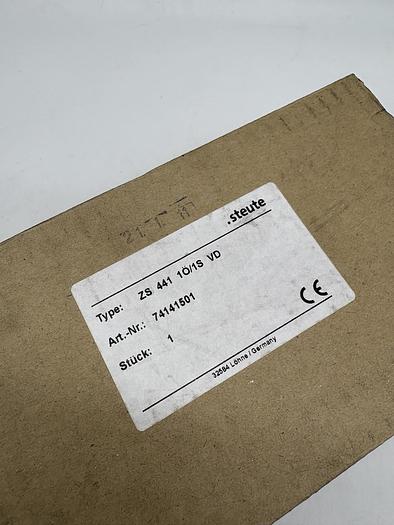 .steute
Type: ZS 441 1Ö/1S VD
Art.-Nr.: 74141501
Stück: 1
CE
32584 Löhne / Germany